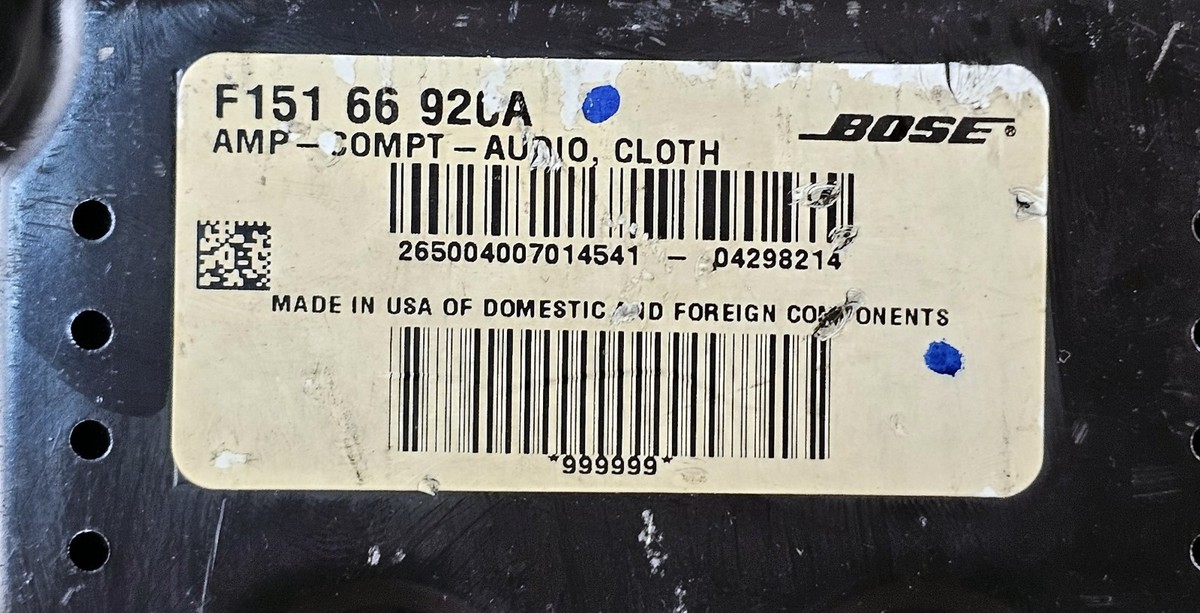 F151 66 920A
BOSE®
AMP-COMPT-AUDIO, CLOTH
265004007014541 - 04298214
MADE IN USA OF DOMESTIC AND FOREIGN COMPONENTS
*999999*